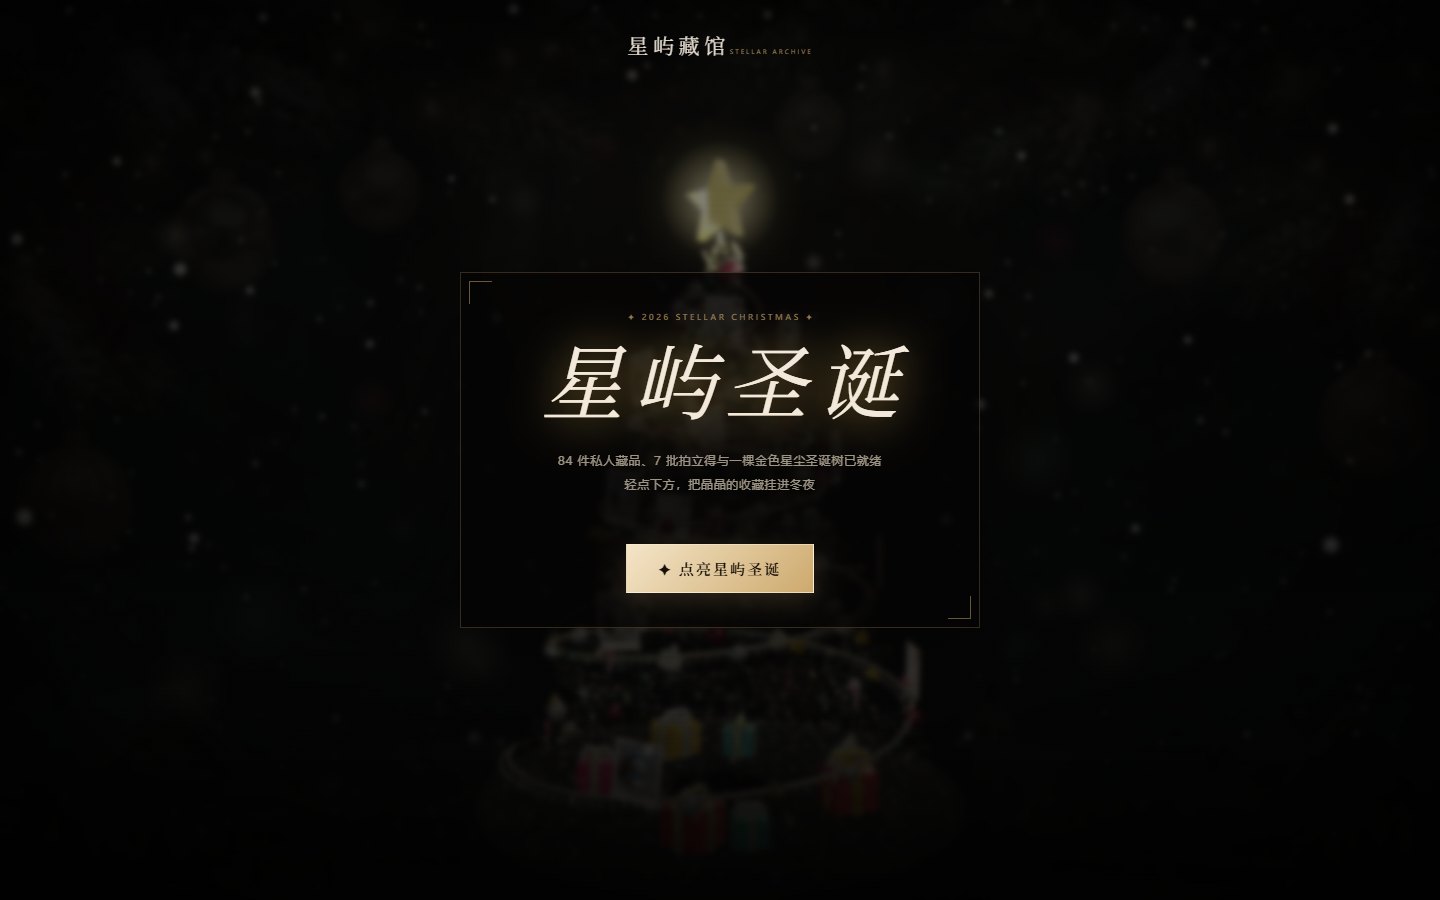 星屿藏馆 STELLAR ARCHIVE
✦ 2026 STELLAR CHRISTMAS ✦
星屿圣诞
84 件私人藏品、7 批拍立得与一棵金色星尘圣诞树已就绪
轻点下方，把晶晶的收藏挂进冬夜
✦ 点亮星屿圣诞